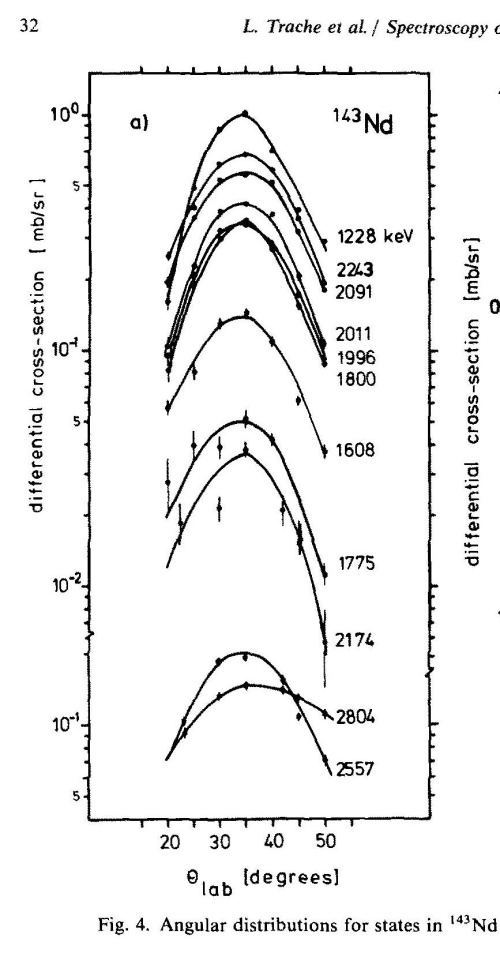 32
L. Trache et al. / Spectroscopy o
a)
¹⁴³Nd
differential cross-section [mb/sr]
10⁰
5
10⁻¹
5
10⁻²
10⁻¹
5
1228 keV
2243
2091
2011
1996
1800
1608
1775
2174
2804
2557
20 30 40 50
θlab [degrees]
differential cross-section [mb/sr]
0
Fig. 4. Angular distributions for states in ¹⁴³Nd